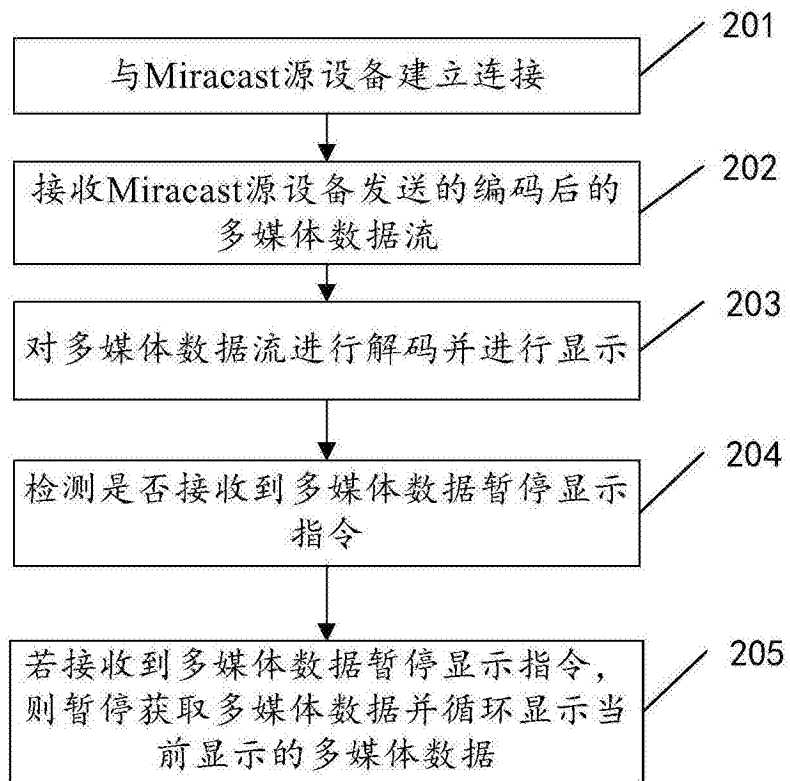 201
与Miracast源设备建立连接
202
接收Miracast源设备发送的编码后的
多媒体数据流
203
对多媒体数据流进行解码并进行显示
204
检测是否接收到多媒体数据暂停显示
指令
205
若接收到多媒体数据暂停显示指令，
则暂停获取多媒体数据并循环显示当
前显示的多媒体数据